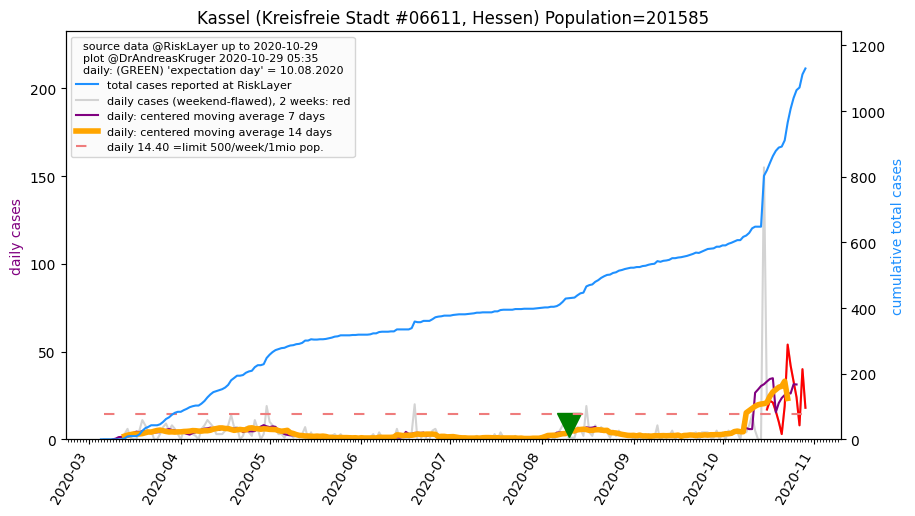 Kassel (Kreisfreie Stadt #06611, Hessen) Population=201585
source data @RiskLayer up to 2020-10-29
plot @DrAndreasKruger 2020-10-29 05:35
daily: (GREEN) 'expectation day' = 10.08.2020
total cases reported at RiskLayer
daily cases (weekend-flawed), 2 weeks: red
daily: centered moving average 7 days
daily: centered moving average 14 days
daily 14.40 =limit 500/week/1mio pop.
daily cases
200
150
100
50
0
1200
1000
800
600
400
200
0
cumulative total cases
2020-03
2020-04
2020-05
2020-06
2020-07
2020-08
2020-09
2020-10
2020-11